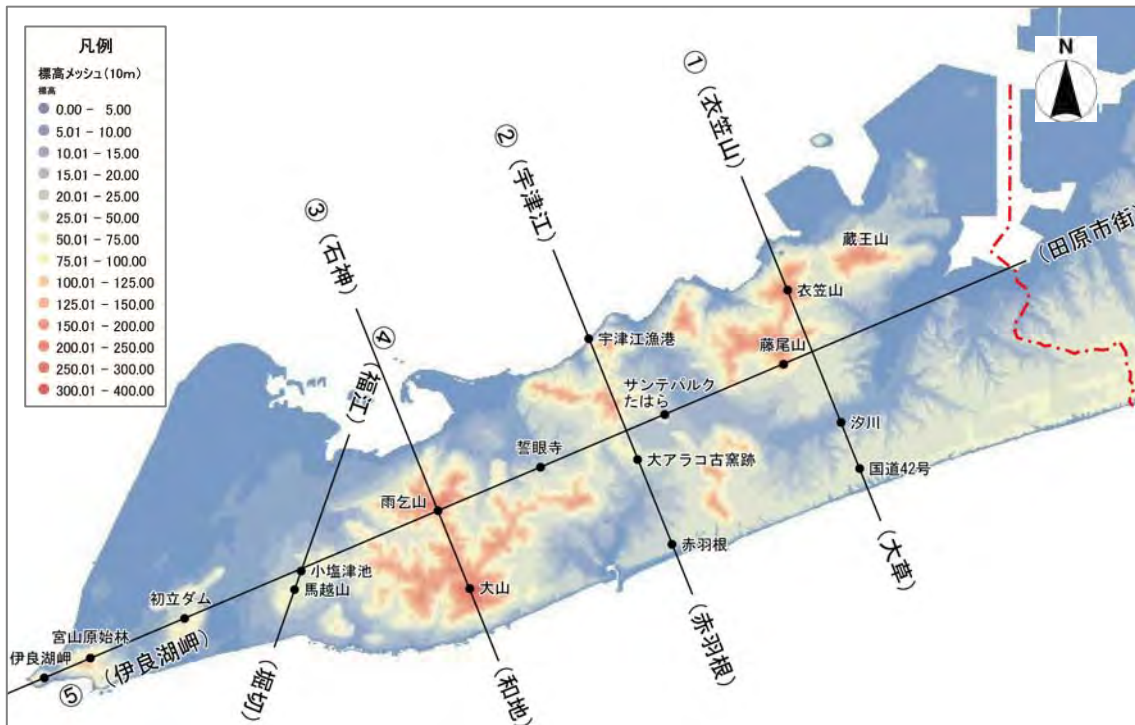 凡例
標高メッシュ(10m)
標高
0.00 - 5.00
5.01 - 10.00
10.01 - 15.00
15.01 - 20.00
20.01 - 25.00
25.01 - 50.00
50.01 - 75.00
75.01 - 100.00
100.01 - 125.00
125.01 - 150.00
150.01 - 200.00
200.01 - 250.00
250.01 - 300.00
300.01 - 400.00
N
① (衣笠山)
② (宇津江)
③ (石神)
④ (福江)
蔵王山
(田原市街)
衣笠山
宇津江漁港
藤尾山
サンテパルク
たはら
汐川
誓眼寺
大アラコ古窯跡
国道42号
雨乞山
赤羽根
(大草)
小塩津池
馬越山
大山
初立ダム
宮山原始林
伊良湖岬
⑤ (伊良湖岬)
(堀切)
(和地)
(赤羽根)